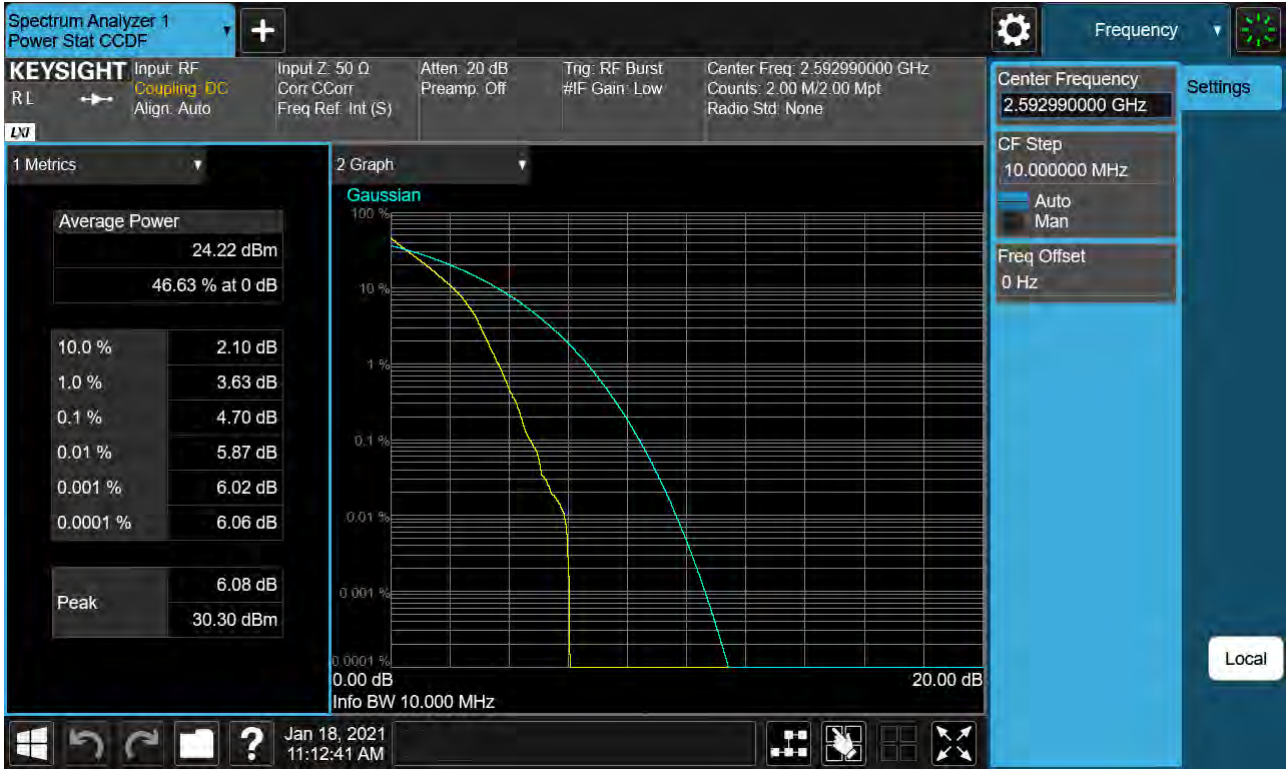 Spectrum Analyzer 1
Power Stat CCDF
+
Frequency
KEYSIGHT
R L
LXI
Input: RF
Coupling: DC
Align: Auto
Input Z: 50 Ω
Corr CCorr
Freq Ref: Int (S)
Atten: 20 dB
Preamp: Off
Trig: RF Burst
#IF Gain: Low
Center Freq: 2.592990000 GHz
Counts: 2.00 M/2.00 Mpt
Radio Std: None
Center Frequency
2.592990000 GHz
Settings
CF Step
10.000000 MHz
Auto
Man
Freq Offset
0 Hz
Local
1 Metrics
Average Power
24.22 dBm
46.63 % at 0 dB
10.0 % 2.10 dB
1.0 % 3.63 dB
0.1 % 4.70 dB
0.01 % 5.87 dB
0.001 % 6.02 dB
0.0001 % 6.06 dB
Peak
6.08 dB
30.30 dBm
2 Graph
Gaussian
100 %
10 %
1 %
0.1 %
0.01 %
0.001 %
0.0001 %
0.00 dB
20.00 dB
Info BW 10.000 MHz
?
Jan 18, 2021
11:12:41 AM